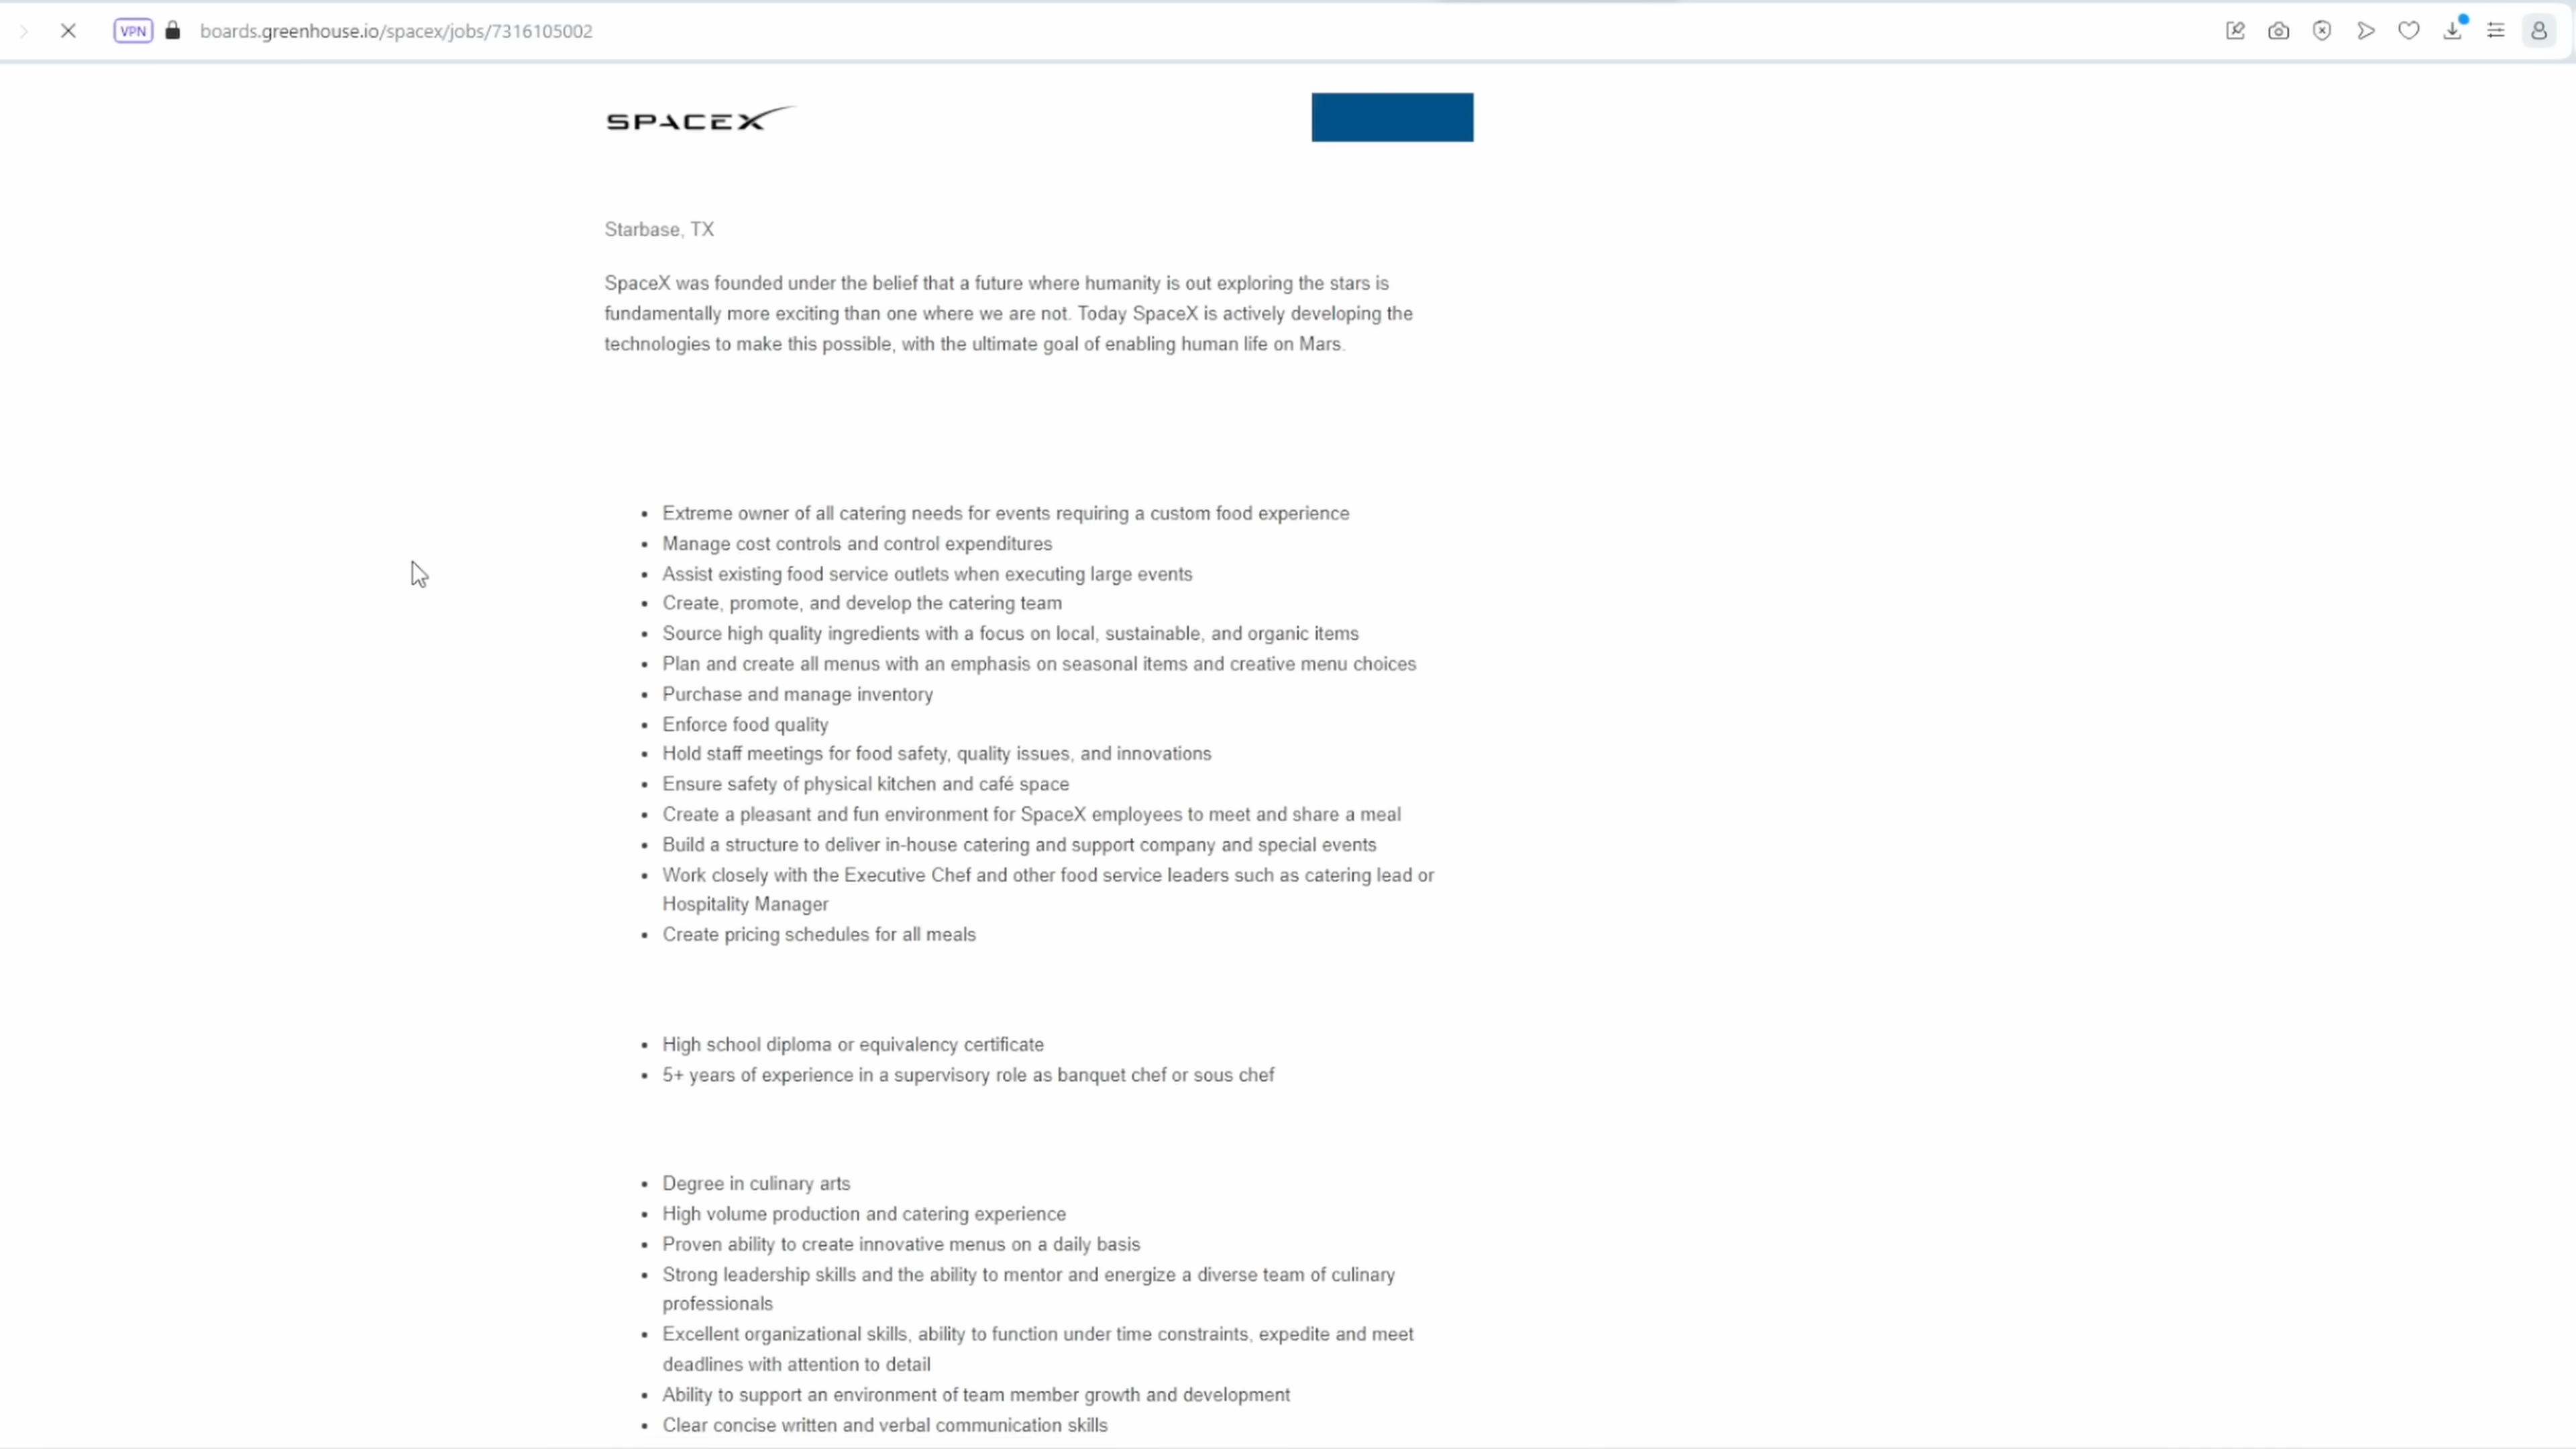 VPN boards.greenhouse.io/spacex/jobs/7316105002
SPACEX
Starbase, TX
SpaceX was founded under the belief that a future where humanity is out exploring the stars is
fundamentally more exciting than one where we are not. Today SpaceX is actively developing the
technologies to make this possible, with the ultimate goal of enabling human life on Mars.
• Extreme owner of all catering needs for events requiring a custom food experience
• Manage cost controls and control expenditures
• Assist existing food service outlets when executing large events
• Create, promote, and develop the catering team
• Source high quality ingredients with a focus on local, sustainable, and organic items
• Plan and create all menus with an emphasis on seasonal items and creative menu choices
• Purchase and manage inventory
• Enforce food quality
• Hold staff meetings for food safety, quality issues, and innovations
• Ensure safety of physical kitchen and café space
• Create a pleasant and fun environment for SpaceX employees to meet and share a meal
• Build a structure to deliver in-house catering and support company and special events
• Work closely with the Executive Chef and other food service leaders such as catering lead or
Hospitality Manager
• Create pricing schedules for all meals
• High school diploma or equivalency certificate
• 5+ years of experience in a supervisory role as banquet chef or sous chef
• Degree in culinary arts
• High volume production and catering experience
• Proven ability to create innovative menus on a daily basis
• Strong leadership skills and the ability to mentor and energize a diverse team of culinary
professionals
• Excellent organizational skills, ability to function under time constraints, expedite and meet
deadlines with attention to detail
• Ability to support an environment of team member growth and development
• Clear concise written and verbal communication skills